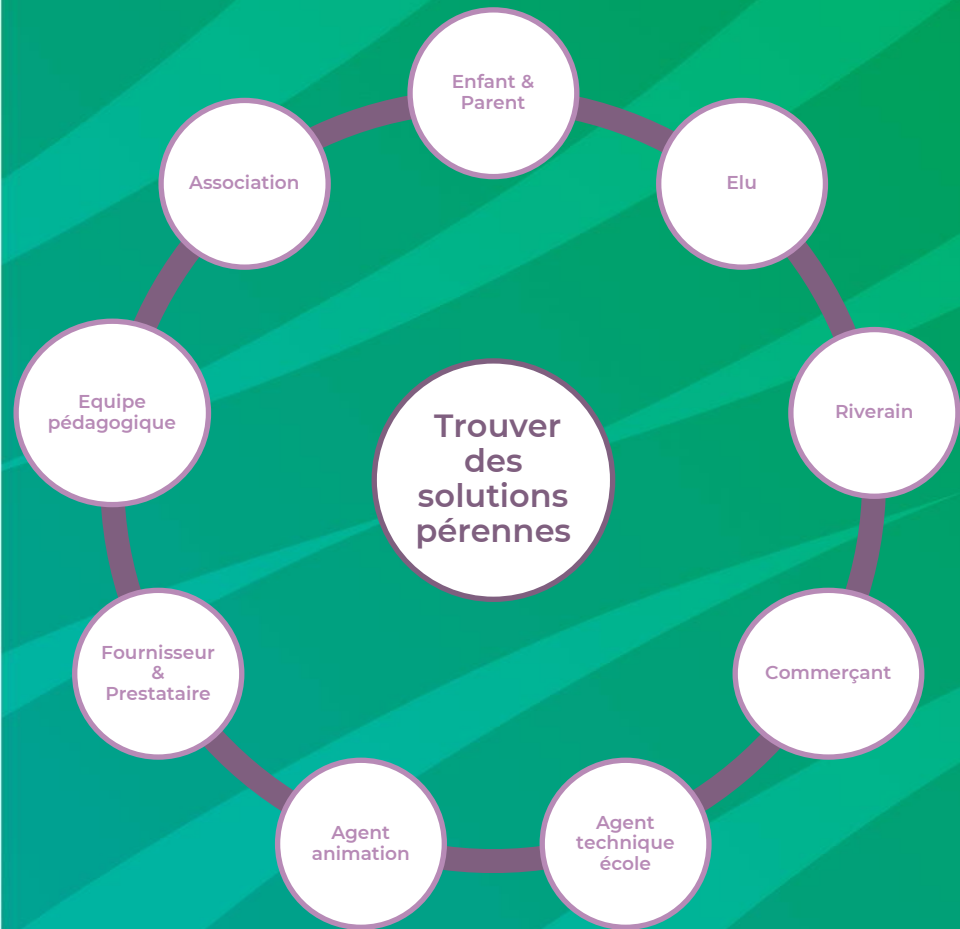 Enfant &
Parent
Association
Elu
Equipe
pédagogique
Riverain
Trouver
des
solutions
pérennes
Fournisseur
&
Prestataire
Commerçant
Agent
animation
Agent
technique
école